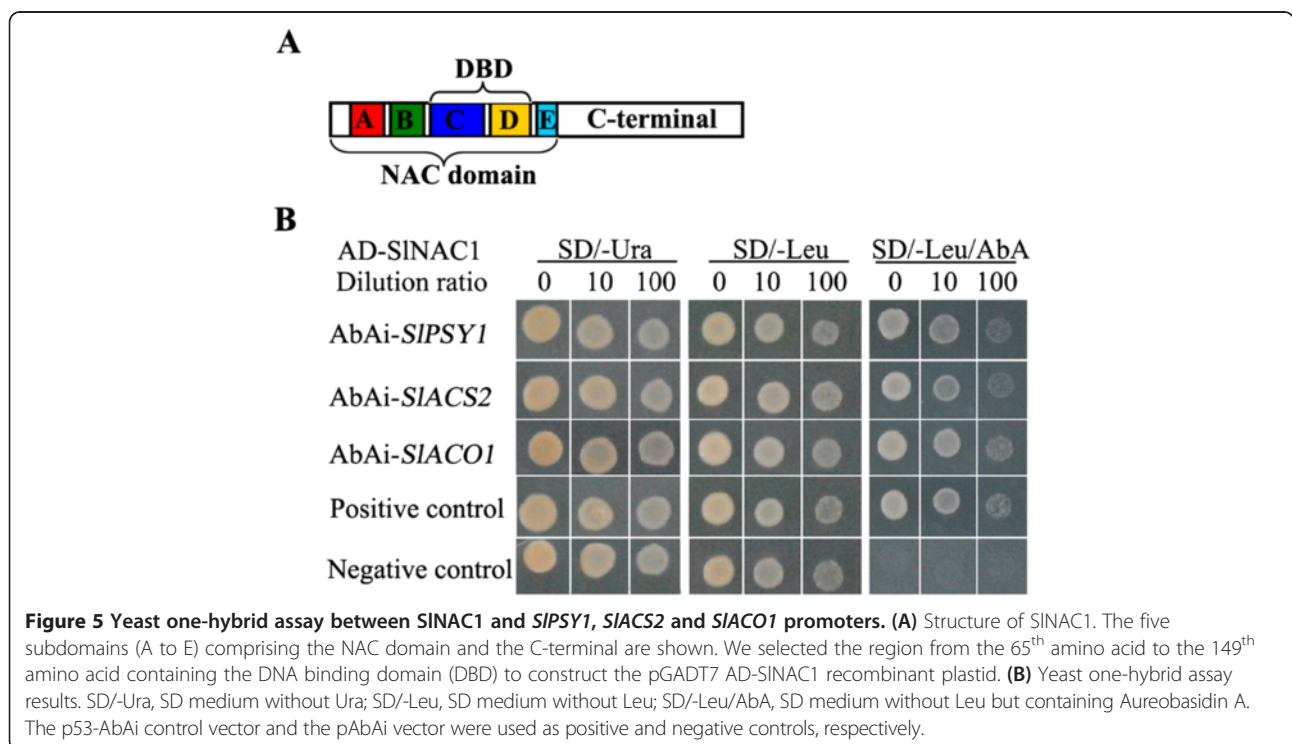 A
DBD
A B C D E C-terminal
NAC domain
B
AD-SlNAC1 SD/-Ura SD/-Leu SD/-Leu/AbA
Dilution ratio 0 10 100 0 10 100 0 10 100
AbAi-SlPSY1
AbAi-SlACS2
AbAi-SlACO1
Positive control
Negative control
Figure 5 Yeast one-hybrid assay between SlNAC1 and SlPSY1, SlACS2 and SlACO1 promoters. (A) Structure of SlNAC1. The five
subdomains (A to E) comprising the NAC domain and the C-terminal are shown. We selected the region from the 65th amino acid to the 149th
amino acid containing the DNA binding domain (DBD) to construct the pGADT7 AD-SlNAC1 recombinant plastid. (B) Yeast one-hybrid assay
results. SD/-Ura, SD medium without Ura; SD/-Leu, SD medium without Leu; SD/-Leu/AbA, SD medium without Leu but containing Aureobasidin A.
The p53-AbAi control vector and the pAbAi vector were used as positive and negative controls, respectively.